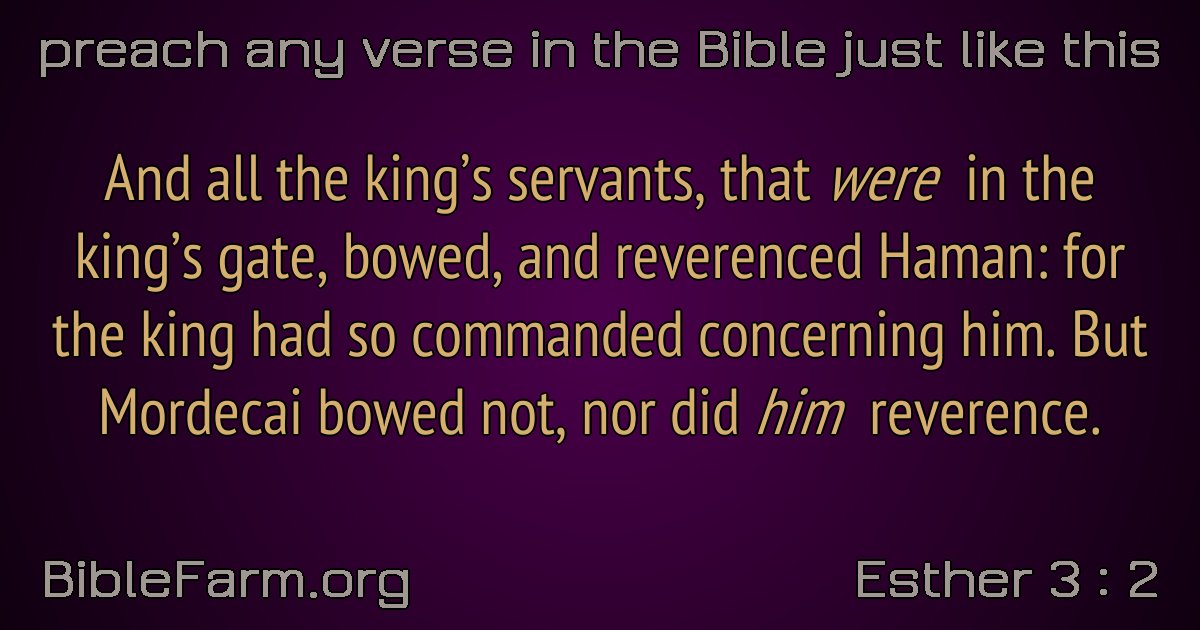 preach any verse in the Bible just like this
And all the king’s servants, that were in the
king’s gate, bowed, and reverenced Haman: for
the king had so commanded concerning him. But
Mordecai bowed not, nor did him reverence.
BibleFarm.org
Esther 3 : 2